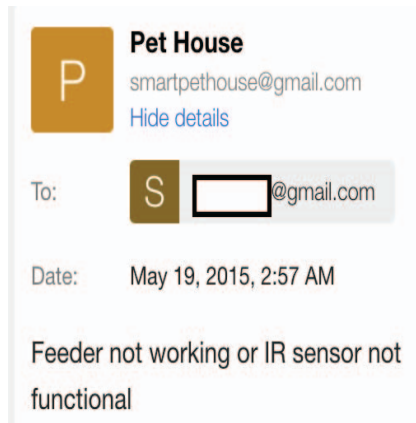 P
Pet House
smartpethouse@gmail.com
Hide details
To: S @gmail.com
Date: May 19, 2015, 2:57 AM
Feeder not working or IR sensor not
functional